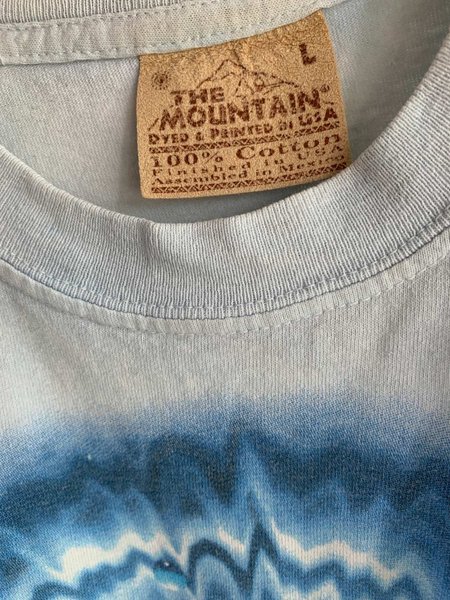 L
THE
MOUNTAIN®
DYED & PRINTED IN USA
100% Cotton
Finished in USA
Assembled in Mexico